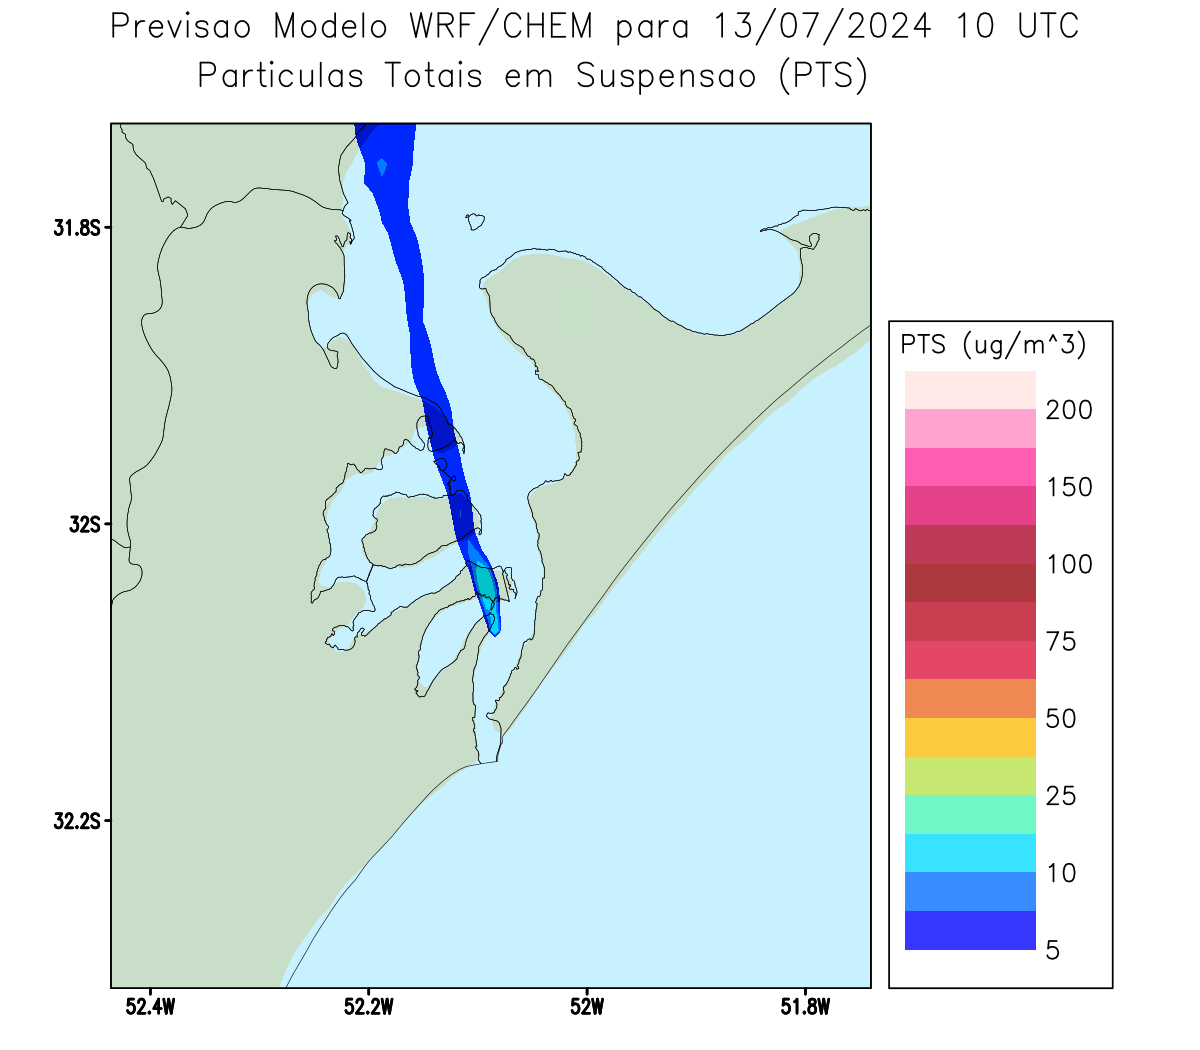 Previsao Modelo WRF/CHEM para 13/07/2024 10 UTC
Particulas Totais em Suspensao (PTS)
31.8S
32S
32.2S
52.4W
52.2W
52W
51.8W
PTS (ug/m^3)
200
150
100
75
50
25
10
5